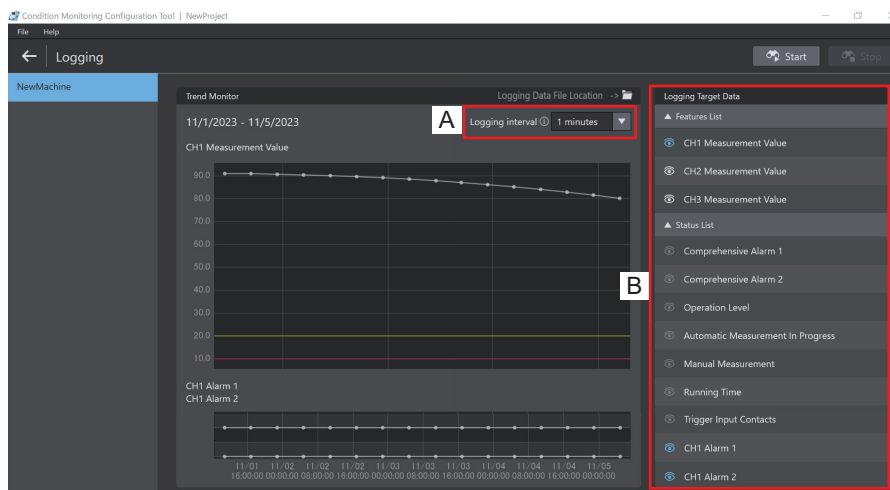 Condition Monitoring Configuration Tool | NewProject
File Help
← Logging
Start
Stop
NewMachine
Trend Monitor
Logging Data File Location ->
11/1/2023 - 11/5/2023
A
Logging interval 1 minutes
CH1 Measurement Value
90.0
80.0
70.0
60.0
50.0
40.0
30.0
20.0
10.0
CH1 Alarm 1
CH1 Alarm 2
11/01 11/02 11/02 11/02 11/03 11/03 11/03 11/04 11/04 11/04 11/05
16:00:00 00:00:00 08:00:00 16:00:00 00:00:00 08:00:00 16:00:00 00:00:00 08:00:00 16:00:00 00:00:00
B
Logging Target Data
Features List
CH1 Measurement Value
CH2 Measurement Value
CH3 Measurement Value
Status List
Comprehensive Alarm 1
Comprehensive Alarm 2
Operation Level
Automatic Measurement In Progress
Manual Measurement
Running Time
Trigger Input Contacts
CH1 Alarm 1
CH1 Alarm 2